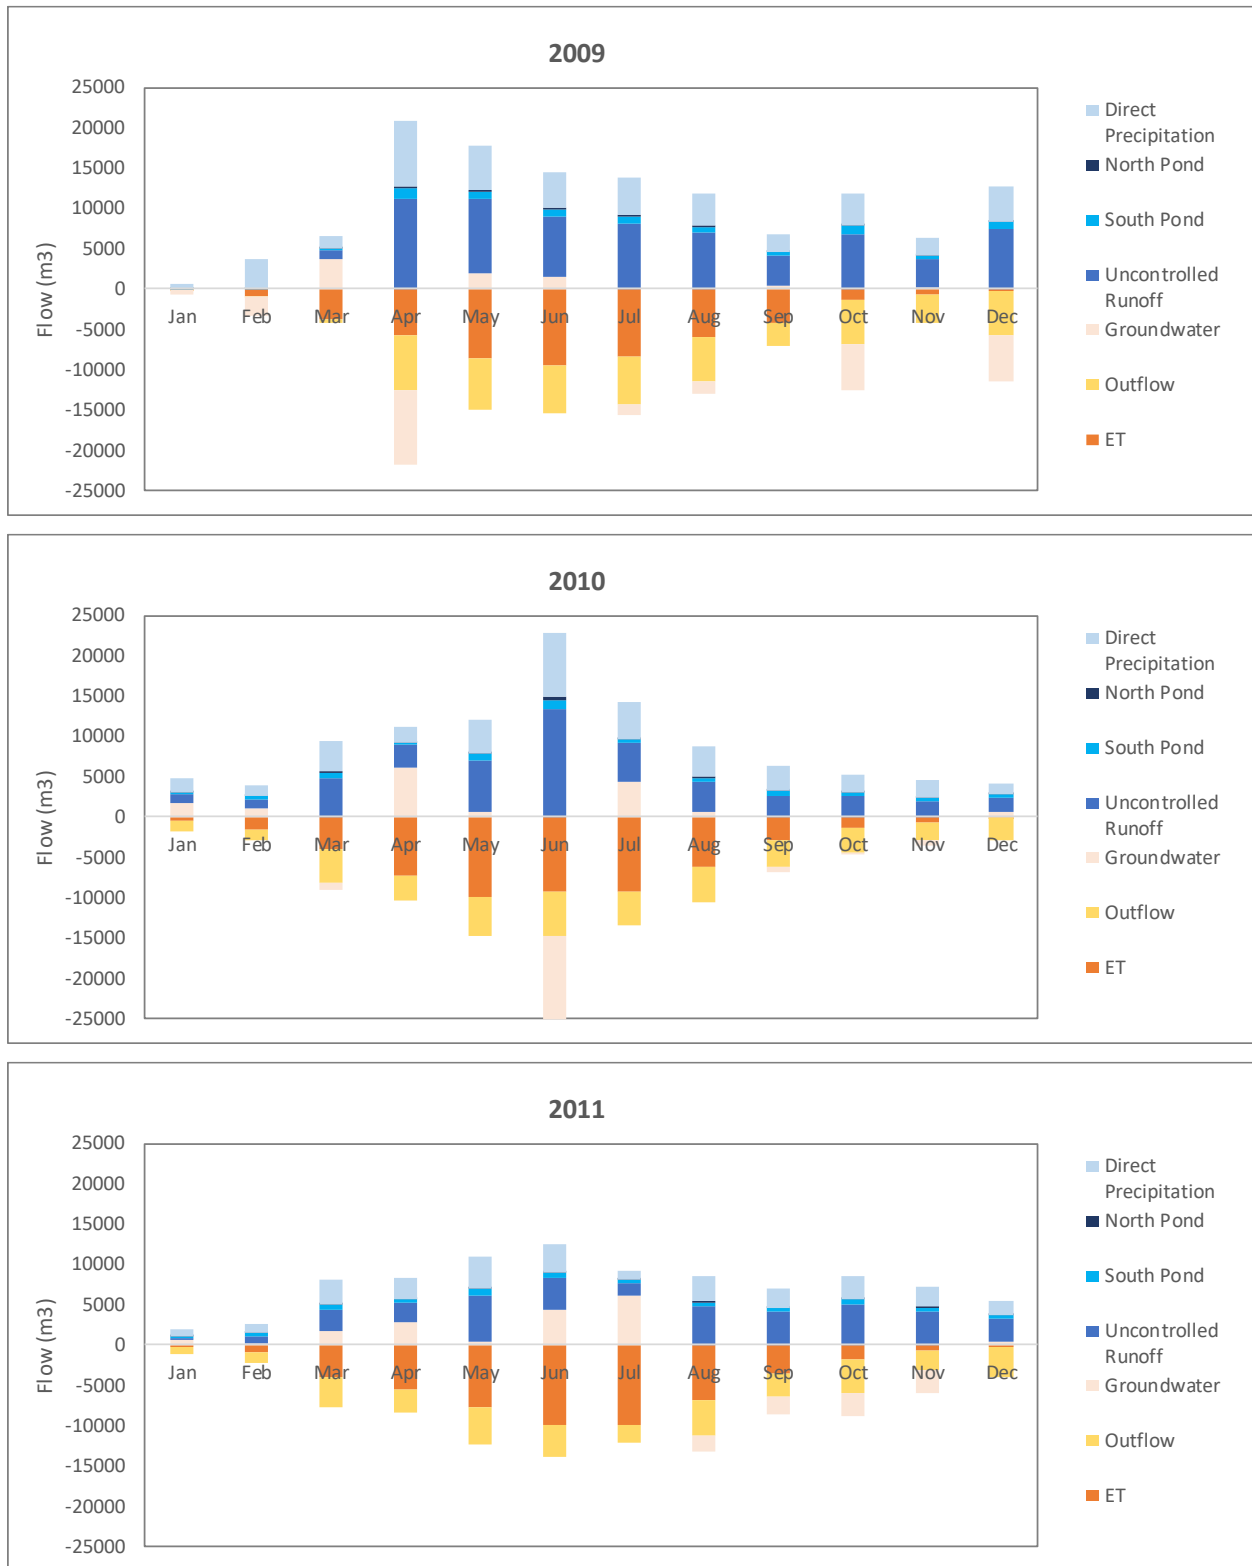 2009
25000
20000
15000
10000
5000
0
-5000
-10000
-15000
-20000
-25000
Flow (m3)
Jan Feb Mar Apr May Jun Jul Aug Sep Oct Nov Dec
Direct
Precipitation
North Pond
South Pond
Uncontrolled
Runoff
Groundwater
Outflow
ET
2010
25000
20000
15000
10000
5000
0
-5000
-10000
-15000
-20000
-25000
Flow (m3)
Jan Feb Mar Apr May Jun Jul Aug Sep Oct Nov Dec
Direct
Precipitation
North Pond
South Pond
Uncontrolled
Runoff
Groundwater
Outflow
ET
2011
25000
20000
15000
10000
5000
0
-5000
-10000
-15000
-20000
-25000
Flow (m3)
Jan Feb Mar Apr May Jun Jul Aug Sep Oct Nov Dec
Direct
Precipitation
North Pond
South Pond
Uncontrolled
Runoff
Groundwater
Outflow
ET